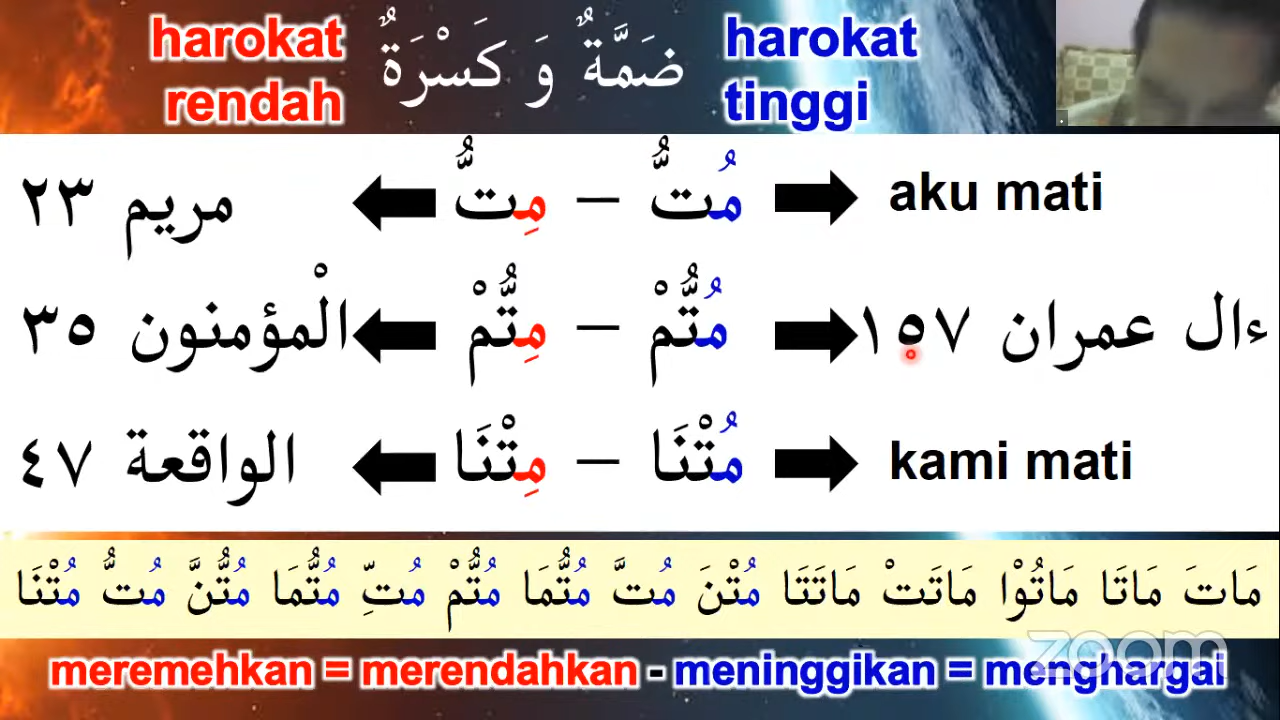 harokat rendah ضَمَّةٌ وَ كَسْرَةٌ harokat tinggi
مريم ٢٣ مُتُّ – مِتُّ aku mati
ءال عمران ١٥٧ مُتُّمْ – مِتُّمْ الْمؤمنون ٣٥
الواقعة ٤٧ مُتْنَا – مِتْنَا kami mati
مَاتَ مَاتَا مَاتُوْا مَاتَتْ مَاتَتَا مُتْنَ مُتَّ مُتُّمَا مُتُّمْ مُتِّ مُتُّمَا مُتُّنَّ مُتُّ مُتْنَا
meremehkan = merendahkan - meninggikan = menghargai
zoom